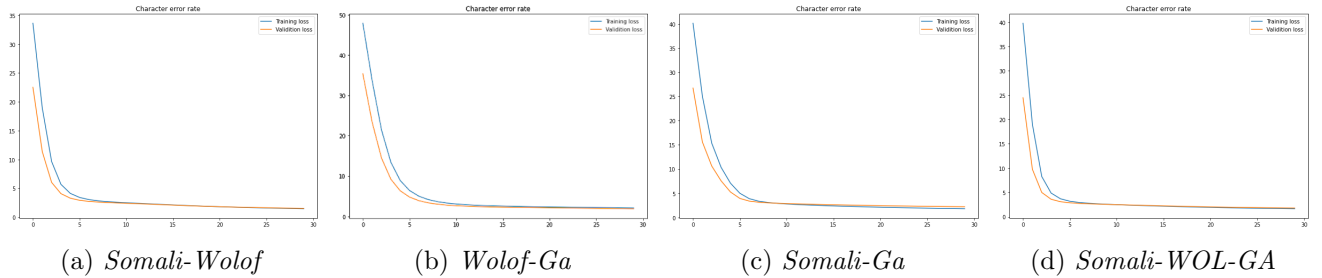 Character error rate
Training loss
Validition loss
35
30
25
20
15
10
5
0
0 5 10 15 20 25 30
(a) Somali-Wolof
Character error rate
Training loss
Validition loss
50
40
30
20
10
0
0 5 10 15 20 25 30
(b) Wolof-Ga
Character error rate
Training loss
Validition loss
40
35
30
25
20
15
10
5
0
0 5 10 15 20 25 30
(c) Somali-Ga
Character error rate
Training loss
Validition loss
40
35
30
25
20
15
10
5
0
0 5 10 15 20 25 30
(d) Somali-WOL-GA